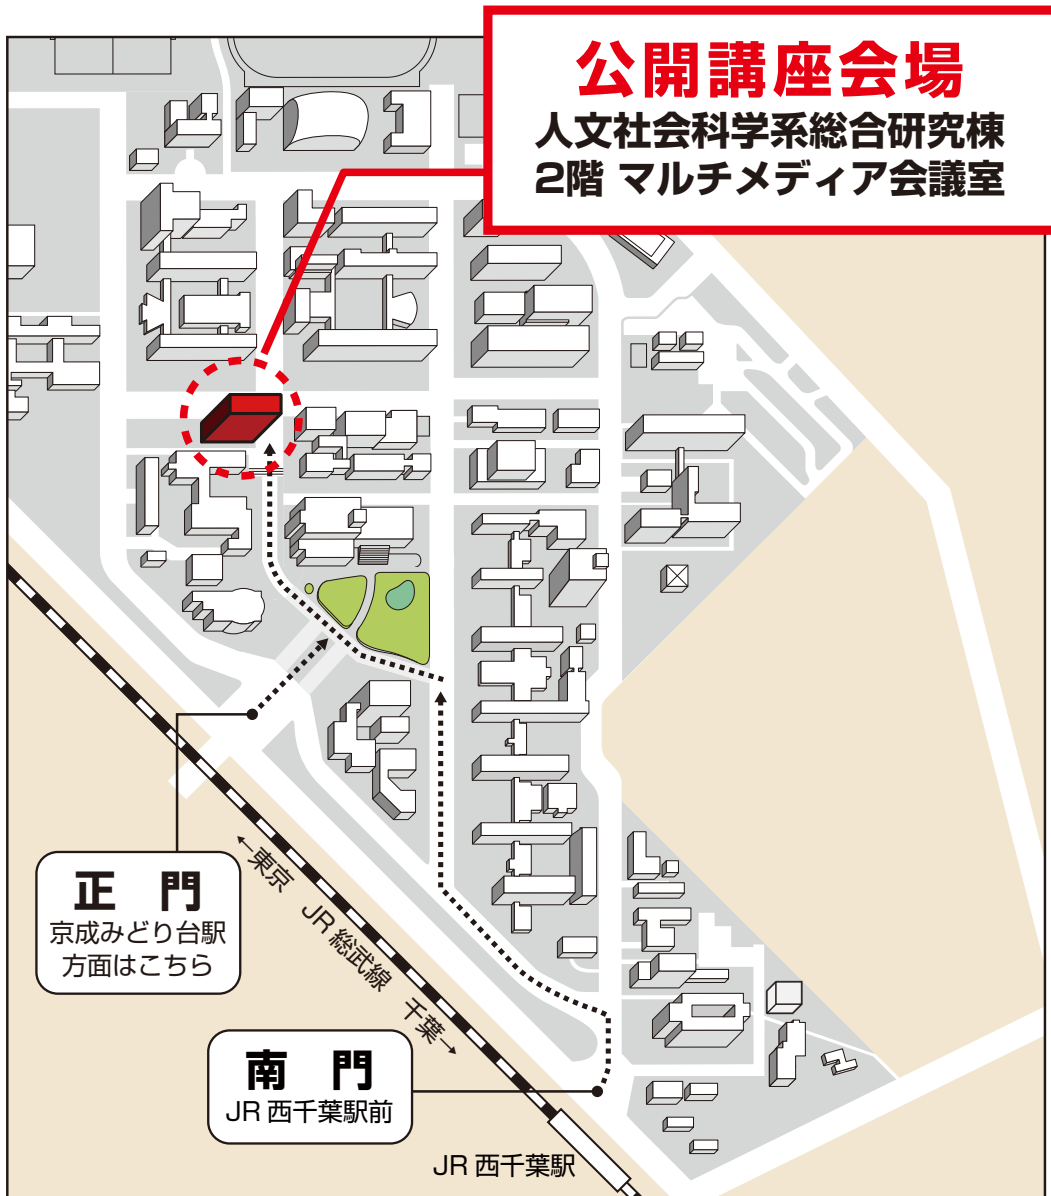 公開講座会場
人文社会科学系総合研究棟
2階 マルチメディア会議室
正 門
京成みどり台駅
方面はこちら
←東京 JR 総武線 千葉→
南 門
JR 西千葉駅前
JR 西千葉駅